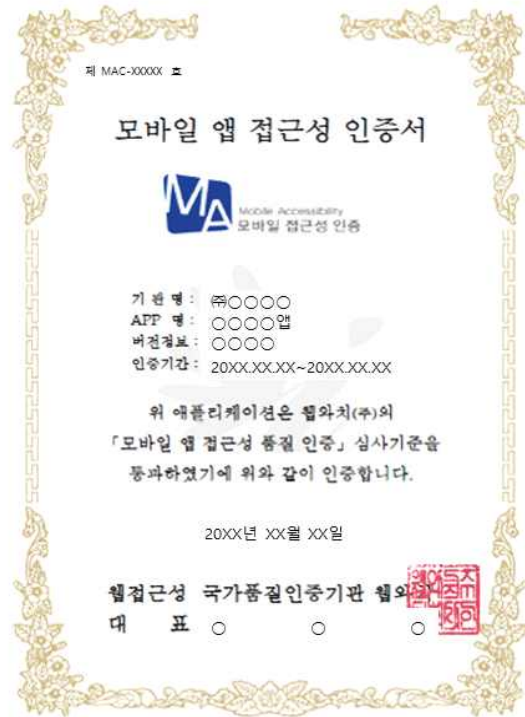 제 MAC-XXXXX 호
모바일 앱 접근성 인증서
MA
Mobile Accessibility
모바일 접근성 인증
기 관 명 : ㈜○○○○
APP 명 : ○○○○앱
버전정보 : ○○○○
인증기간 : 20XX.XX.XX~20XX.XX.XX
위 애플리케이션은 웹와치(주)의
「모바일 앱 접근성 품질 인증」 심사기준을
통과하였기에 위와 같이 인증합니다.
20XX년 XX월 XX일
웹접근성 국가품질인증기관
대 표 ○ ○ ○